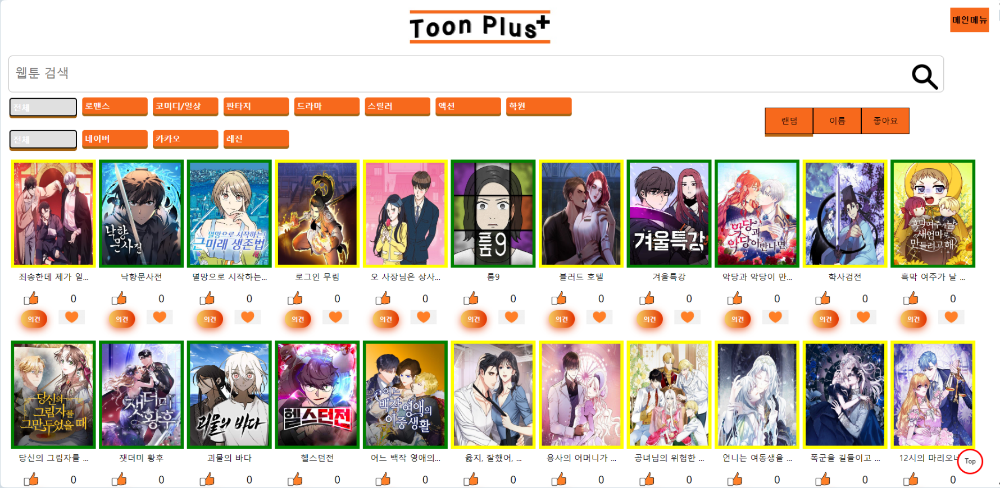 Toon Plus+
메인메뉴
웹툰 검색
전체 로맨스 코미디/일상 판타지 드라마 스릴러 액션 학원
랜덤 이름 좋아요
전체 네이버 카카오 레진
낙향
문사전
멸망으로 시작하는
근미래 생존법
룸9
겨울특강
악당과
악당이 만나면
흑막 여주가 날
새엄마로
만들려고 해
죄송한데 제가 일... 낙향문사전 멸망으로 시작하는... 로그인 무림 오 사장님은 상사... 룸9 블러드 호텔 겨울특강 악당과 악당이 만... 학사검전 흑막 여주가 날 ...
0 0 0 0 0 0 0 0 0 0 0
의견 의견 의견 의견 의견 의견 의견 의견 의견 의견 의견
당신의
그림자를
그만두었을 때
잿더미
황후
괴물의 바다
헬스던전
어느
백작 영애의
이중생활
당신의 그림자를 ... 잿더미 황후 괴물의 바다 헬스던전 어느 백작 영애의... 옳지, 잘했어, ... 용사의 어머니가 ... 공녀님의 위험한 ... 언니는 여동생을 ... 폭군을 길들이고 ... 12시의 마리오네
Top
0 0 0 0 0 0 0 0 0 0 0